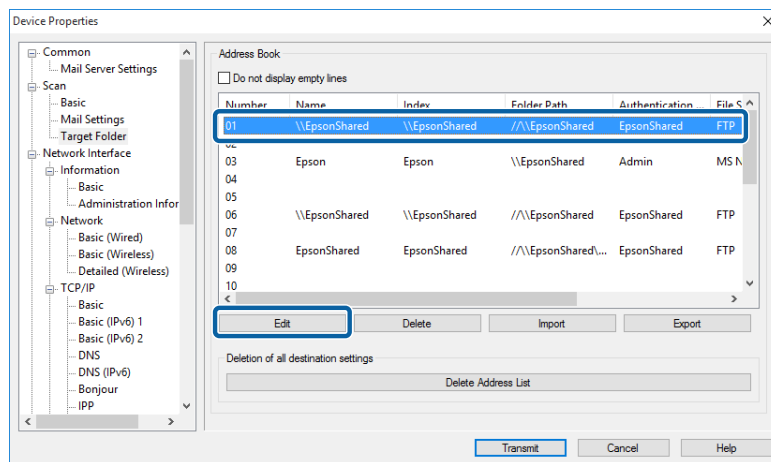 Device Properties
Common
Mail Server Settings
Scan
Basic
Mail Settings
Target Folder
Network Interface
Information
Basic
Administration Infor
Network
Basic (Wired)
Basic (Wireless)
Detailed (Wireless)
TCP/IP
Basic
Basic (IPv6) 1
Basic (IPv6) 2
DNS
DNS (IPv6)
Bonjour
IPP
Address Book
Do not display empty lines
Number Name Index Folder Path Authentication ... File S
01 \\EpsonShared \\EpsonShared //\\EpsonShared EpsonShared FTP
02
03 Epson Epson \\EpsonShared Admin MS N
04
05
06 \\EpsonShared \\EpsonShared //\\EpsonShared EpsonShared FTP
07
08 EpsonShared EpsonShared //\\EpsonShared\... EpsonShared FTP
09
10
Edit Delete Import Export
Deletion of all destination settings
Delete Address List
Transmit Cancel Help